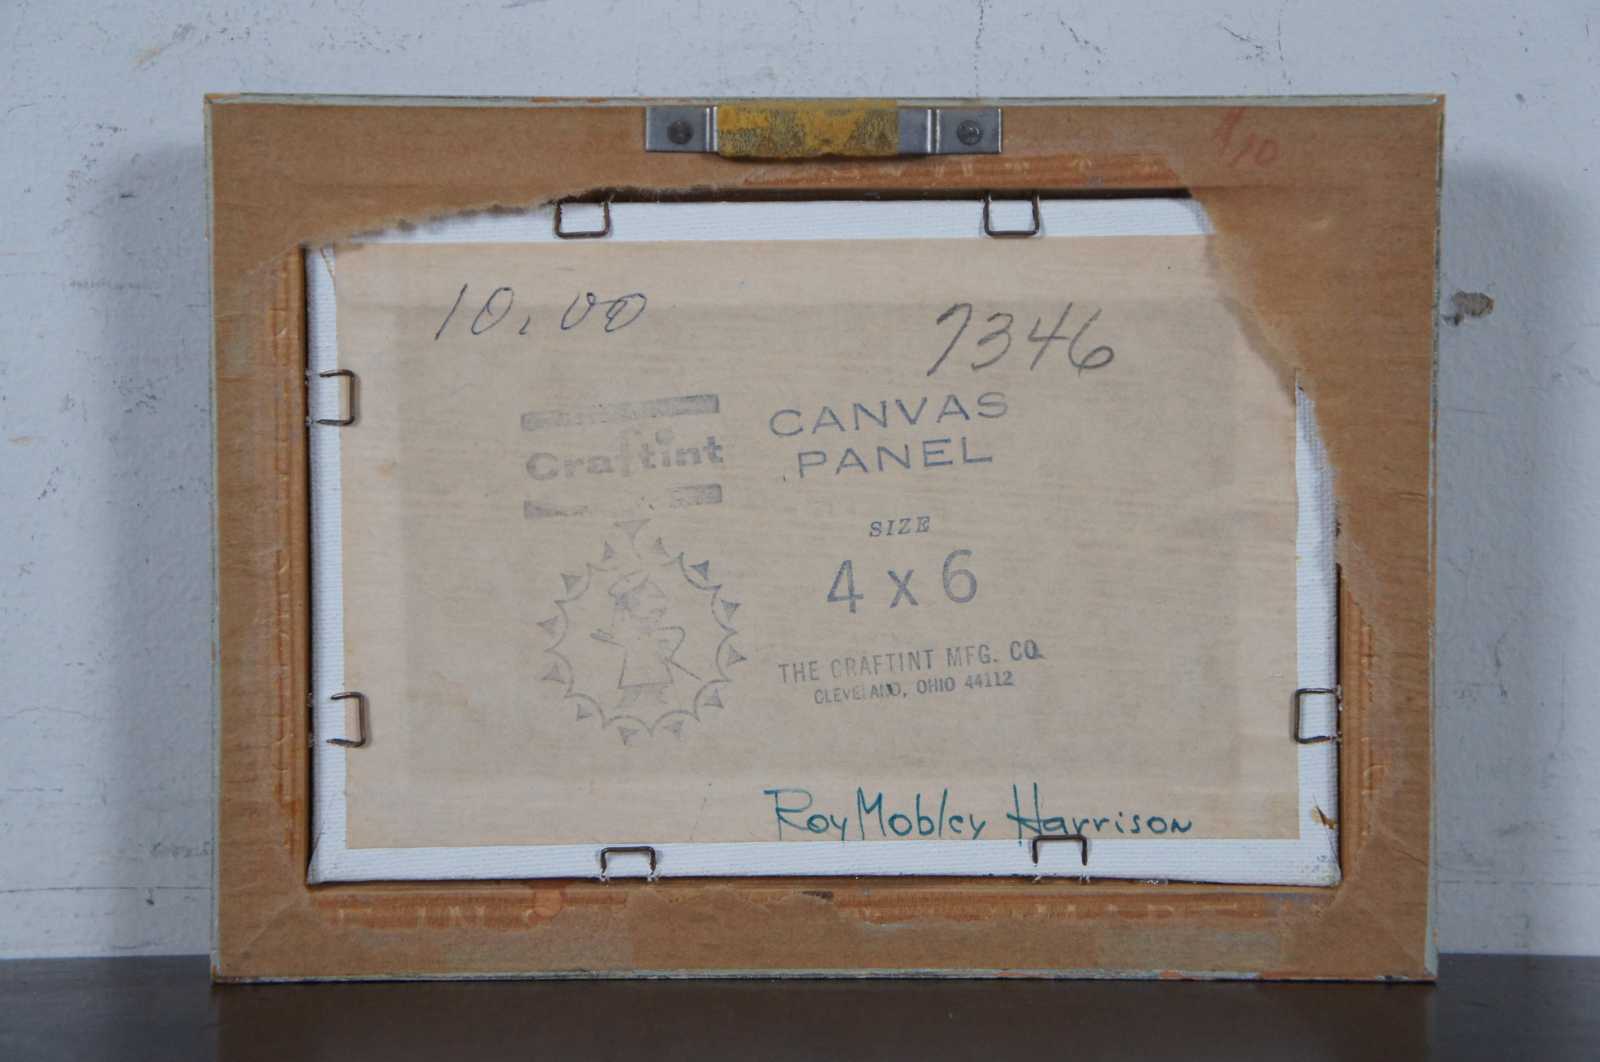 10
10.00
7346
Craftint
CANVAS
PANEL
SIZE
4 x 6
THE CRAFTINT MFG. CO.
CLEVELAND, OHIO 44112
Roy Mobley Harrison